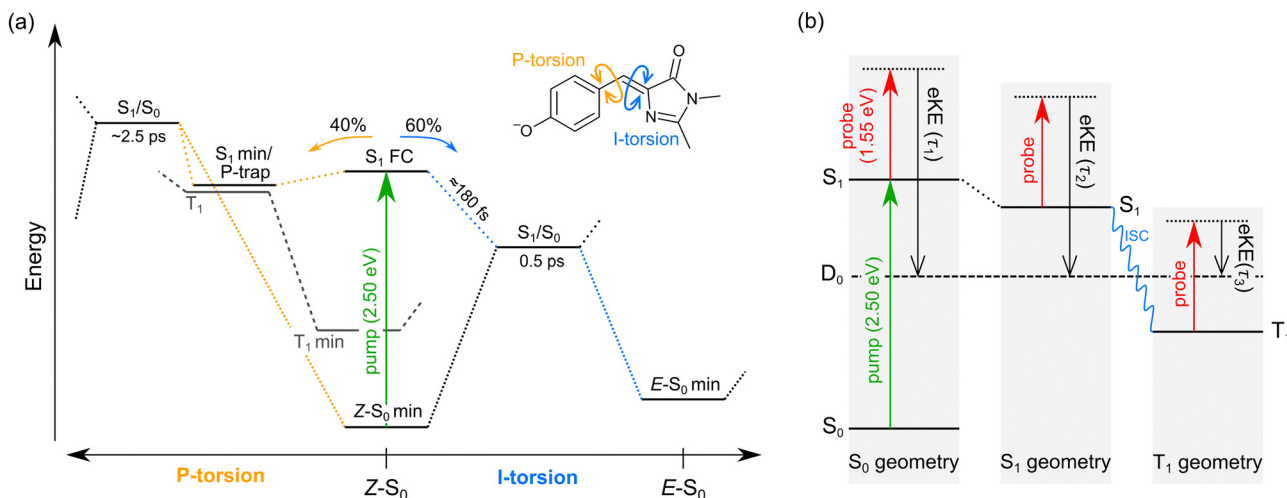 (a)
Energy
S₁/S₀
~2.5 ps
S₁ min/
P-trap
T₁
40%
60%
S₁ FC
≈180 fs
S₁/S₀
0.5 ps
pump (2.50 eV)
T₁ min
Z-S₀ min
E-S₀ min
P-torsion
I-torsion
O
N
N
⁻O
P-torsion
Z-S₀
I-torsion
E-S₀
(b)
probe
(1.55 eV)
eKE (τ₁)
S₁
pump (2.50 eV)
D₀
S₀
probe
eKE (τ₂)
S₁
ISC
probe
eKE(τ₃)
S₀ geometry
S₁ geometry
T₁ geometry